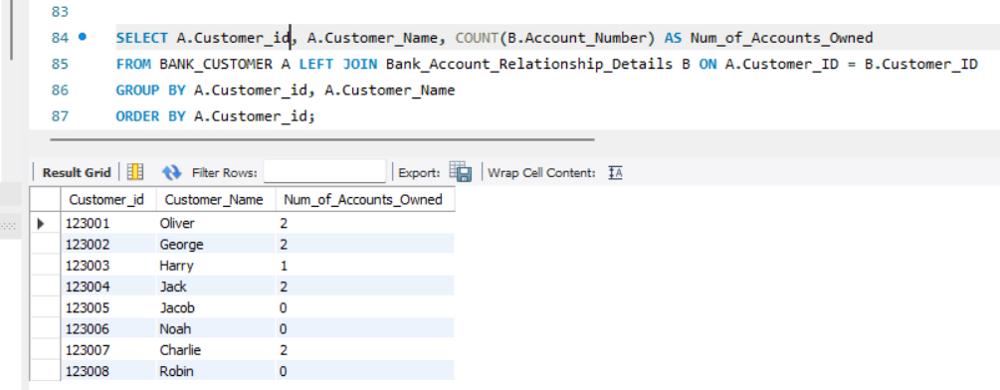 83
84 SELECT A.Customer_id, A.Customer_Name, COUNT(B.Account_Number) AS Num_of_Accounts_Owned
85 FROM BANK_CUSTOMER A LEFT JOIN Bank_Account_Relationship_Details B ON A.Customer_ID = B.Customer_ID
86 GROUP BY A.Customer_id, A.Customer_Name
87 ORDER BY A.Customer_id;
Result Grid Filter Rows: Export: Wrap Cell Content: IA
Customer_id Customer_Name Num_of_Accounts_Owned
123001 Oliver 2
123002 George 2
123003 Harry 1
123004 Jack 2
123005 Jacob 0
123006 Noah 0
123007 Charlie 2
123008 Robin 0